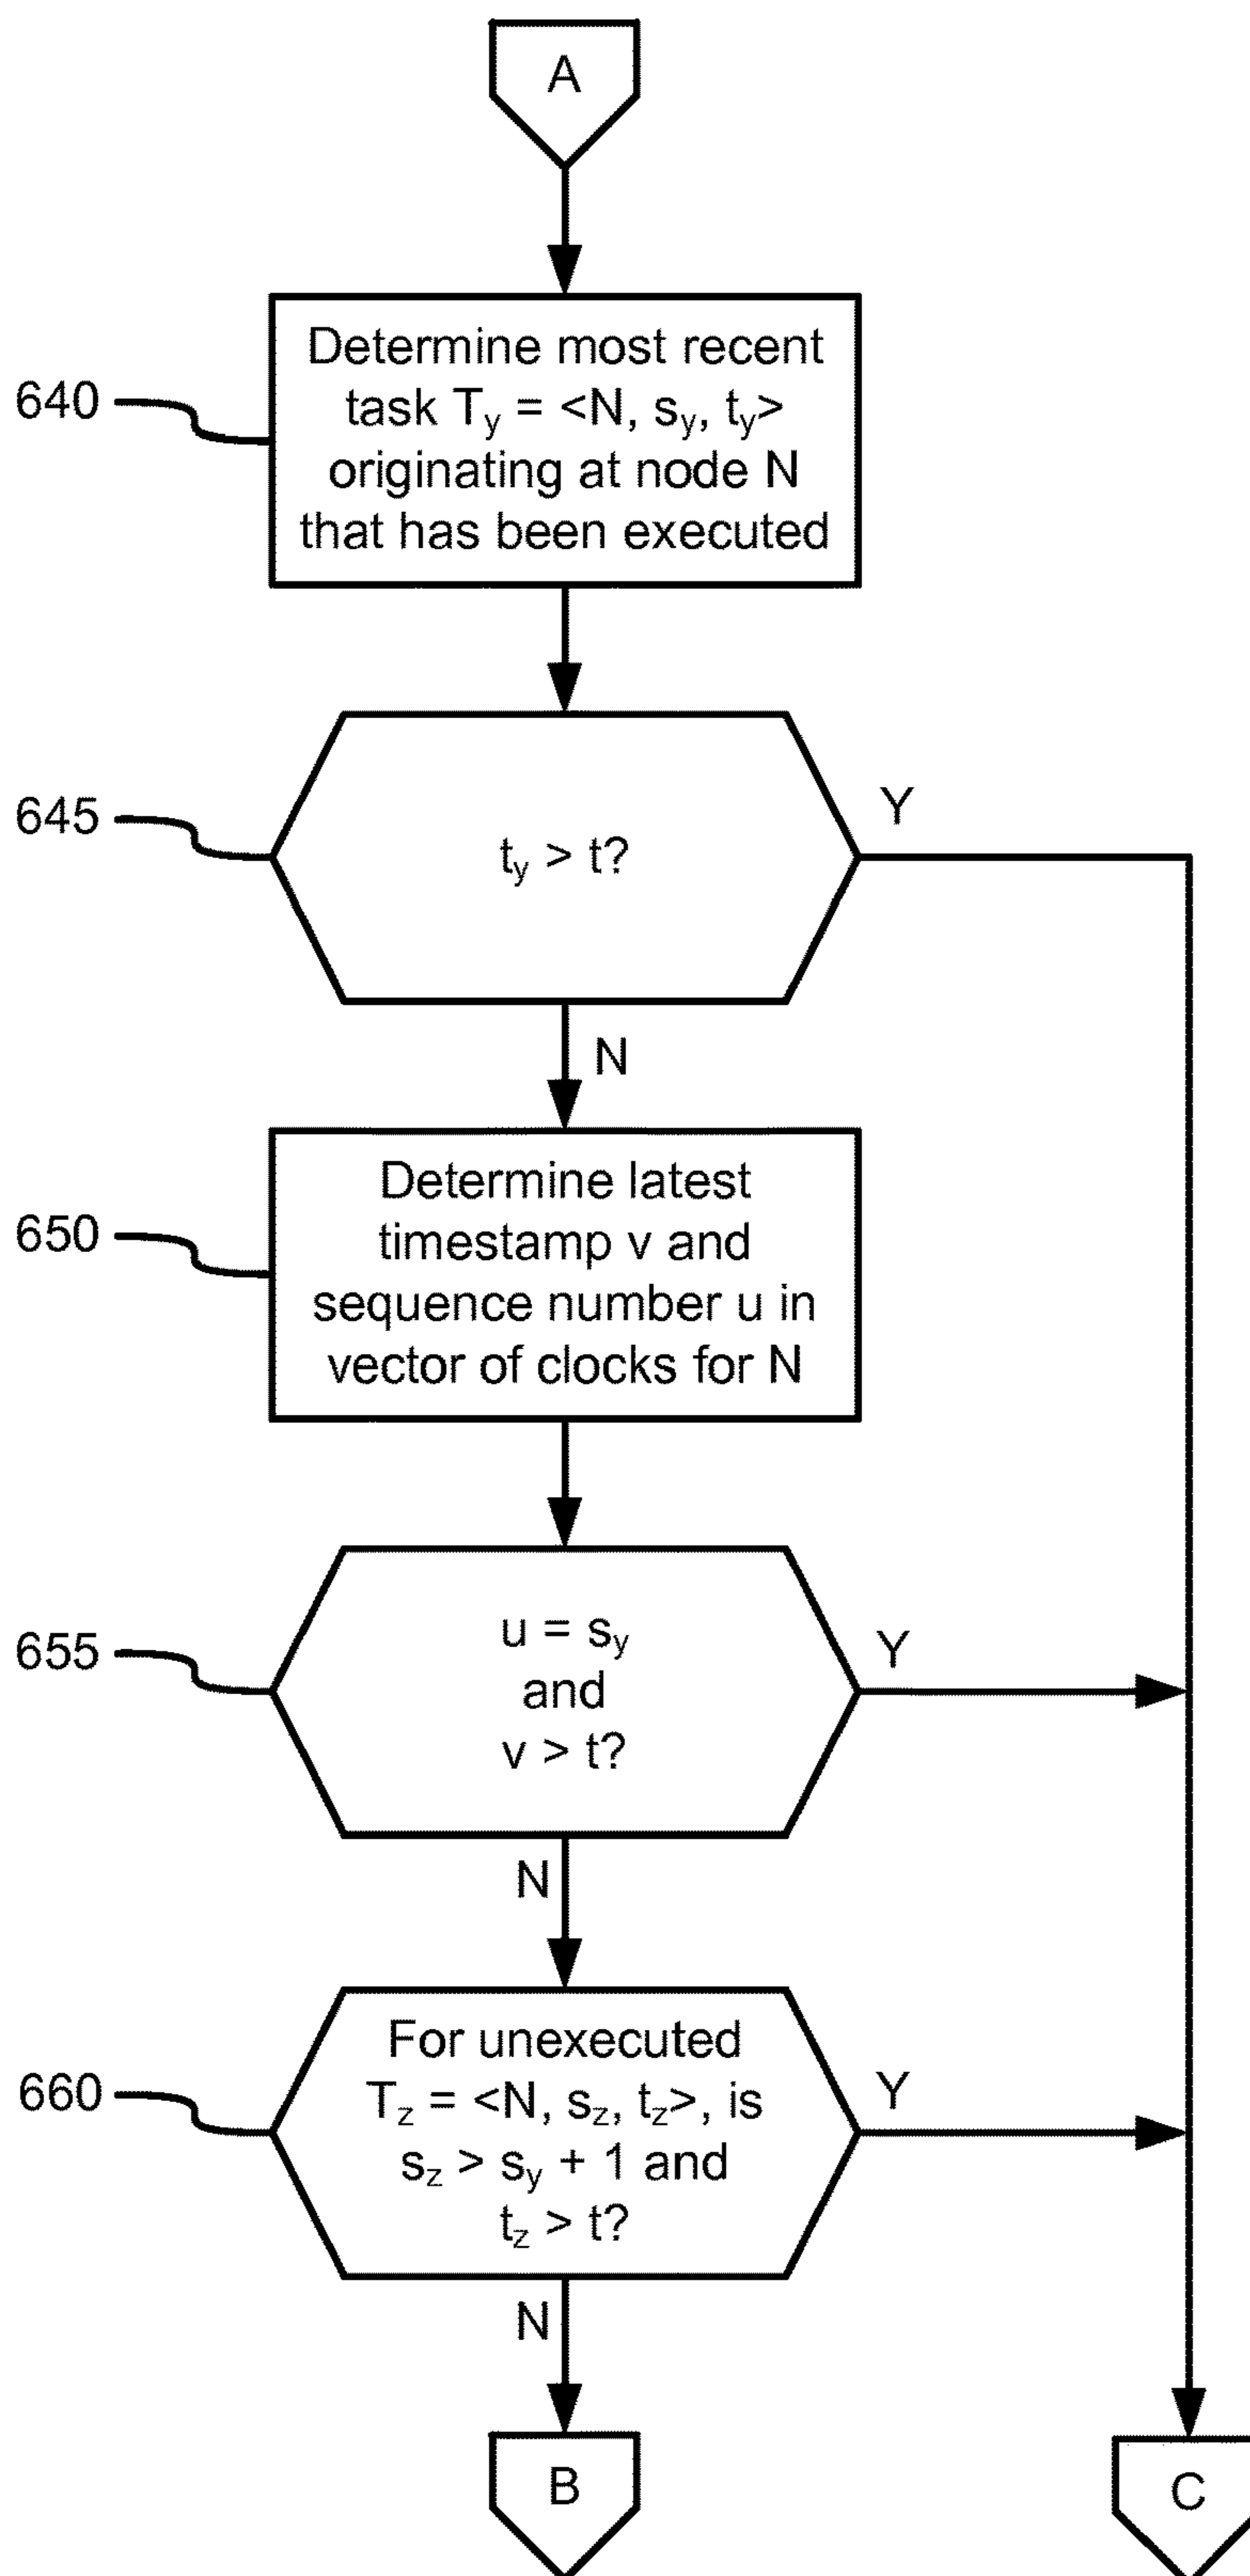 A
640
Determine most recent
task Ty = <N, sy, ty>
originating at node N
that has been executed
645
ty > t?
Y
N
650
Determine latest
timestamp v and
sequence number u in
vector of clocks for N
655
u = sy
and
v > t?
Y
N
660
For unexecuted
Tz = <N, sz, tz>, is
sz > sy + 1 and
tz > t?
Y
N
B
C